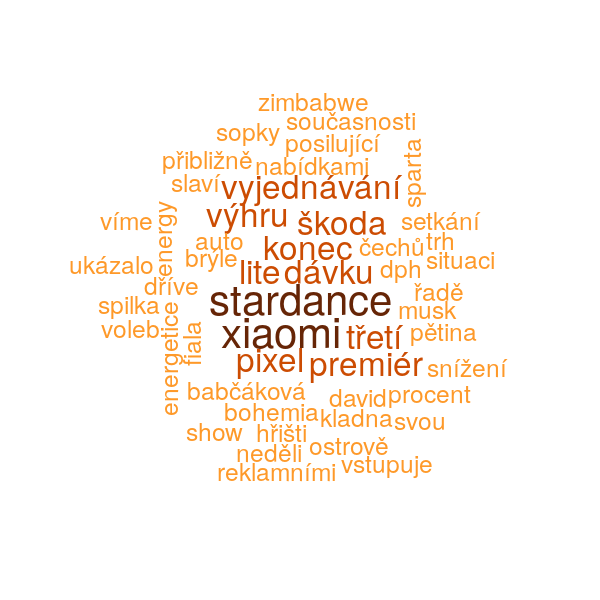 zimbabwe
současnosti
sopky
posilující
přibližně
nabídkami
sparta
slaví
vyjednávání
víme
energy
výhru
škoda
setkání
auto
konec
čechů
trh
ukázalo
brýle
lite
dávku
dph
situaci
dříve
stardance
řadě
spilka
musk
voleb
fiala
xiaomi
třetí
pětina
energetice
pixel
premiér
snížení
babčáková
david
procent
bohemia
kladna
svou
show
hřišti
neděli
ostrově
reklamními
vstupuje